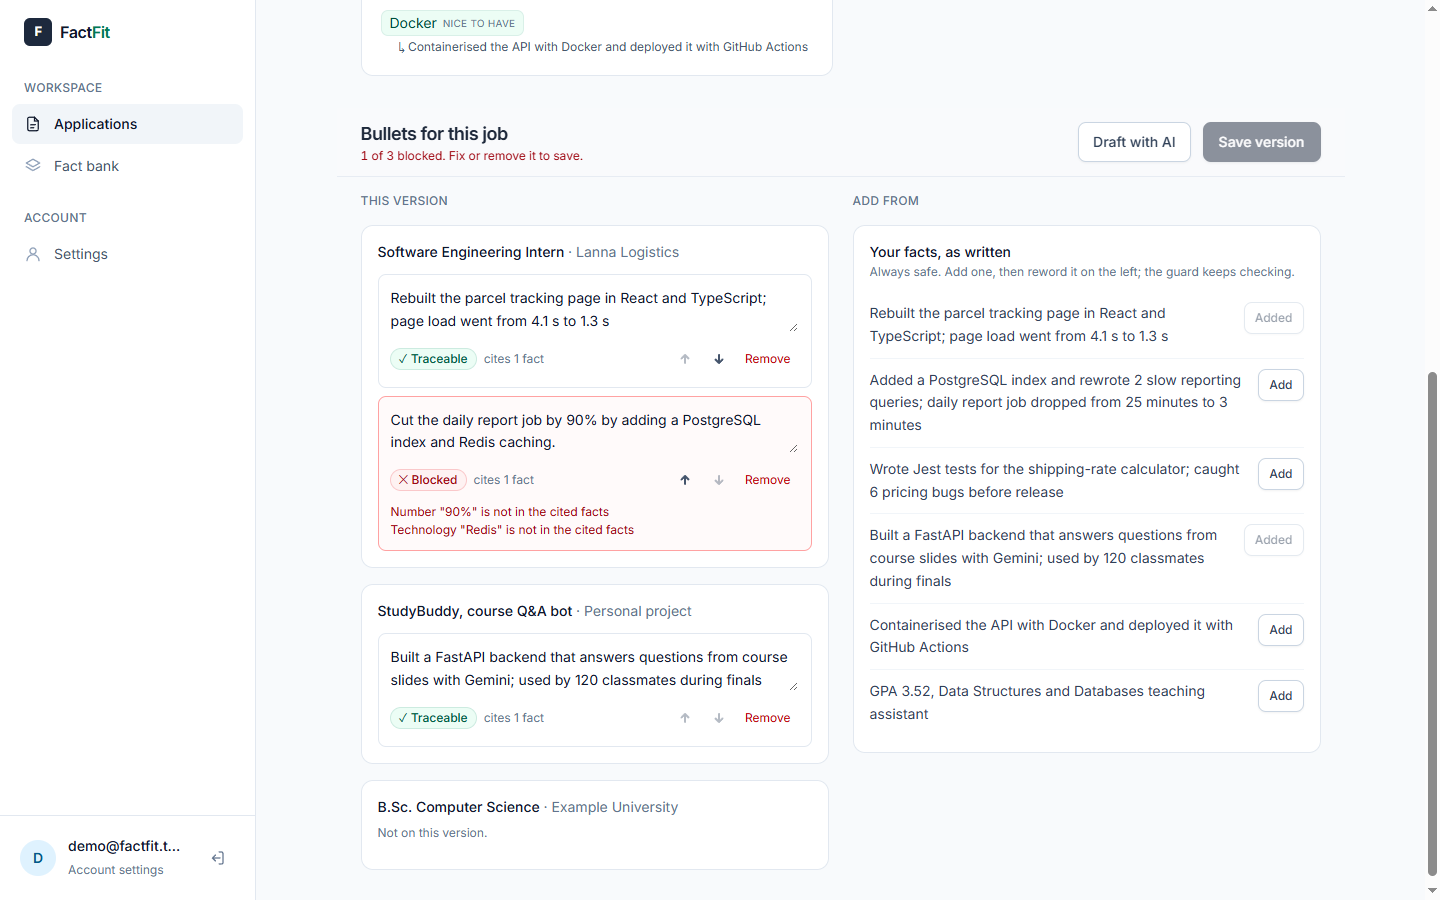 F FactFit
WORKSPACE
Applications
Fact bank
ACCOUNT
Settings
D
demo@factfit.t...
Account settings
Docker NICE TO HAVE
↳ Containerised the API with Docker and deployed it with GitHub Actions
Bullets for this job
1 of 3 blocked. Fix or remove it to save.
Draft with AI
Save version
THIS VERSION
Software Engineering Intern · Lanna Logistics
Rebuilt the parcel tracking page in React and TypeScript;
page load went from 4.1 s to 1.3 s
✓ Traceable cites 1 fact ↑ ↓ Remove
Cut the daily report job by 90% by adding a PostgreSQL
index and Redis caching.
✕ Blocked cites 1 fact ↑ ↓ Remove
Number "90%" is not in the cited facts
Technology "Redis" is not in the cited facts
StudyBuddy, course Q&A bot · Personal project
Built a FastAPI backend that answers questions from course
slides with Gemini; used by 120 classmates during finals
✓ Traceable cites 1 fact ↑ ↓ Remove
B.Sc. Computer Science · Example University
Not on this version.
ADD FROM
Your facts, as written
Always safe. Add one, then reword it on the left; the guard keeps checking.
Rebuilt the parcel tracking page in React and
TypeScript; page load went from 4.1 s to 1.3 s
Added
Added a PostgreSQL index and rewrote 2 slow reporting
queries; daily report job dropped from 25 minutes to 3
minutes
Add
Wrote Jest tests for the shipping-rate calculator; caught
6 pricing bugs before release
Add
Built a FastAPI backend that answers questions from
course slides with Gemini; used by 120 classmates
during finals
Added
Containerised the API with Docker and deployed it with
GitHub Actions
Add
GPA 3.52, Data Structures and Databases teaching
assistant
Add